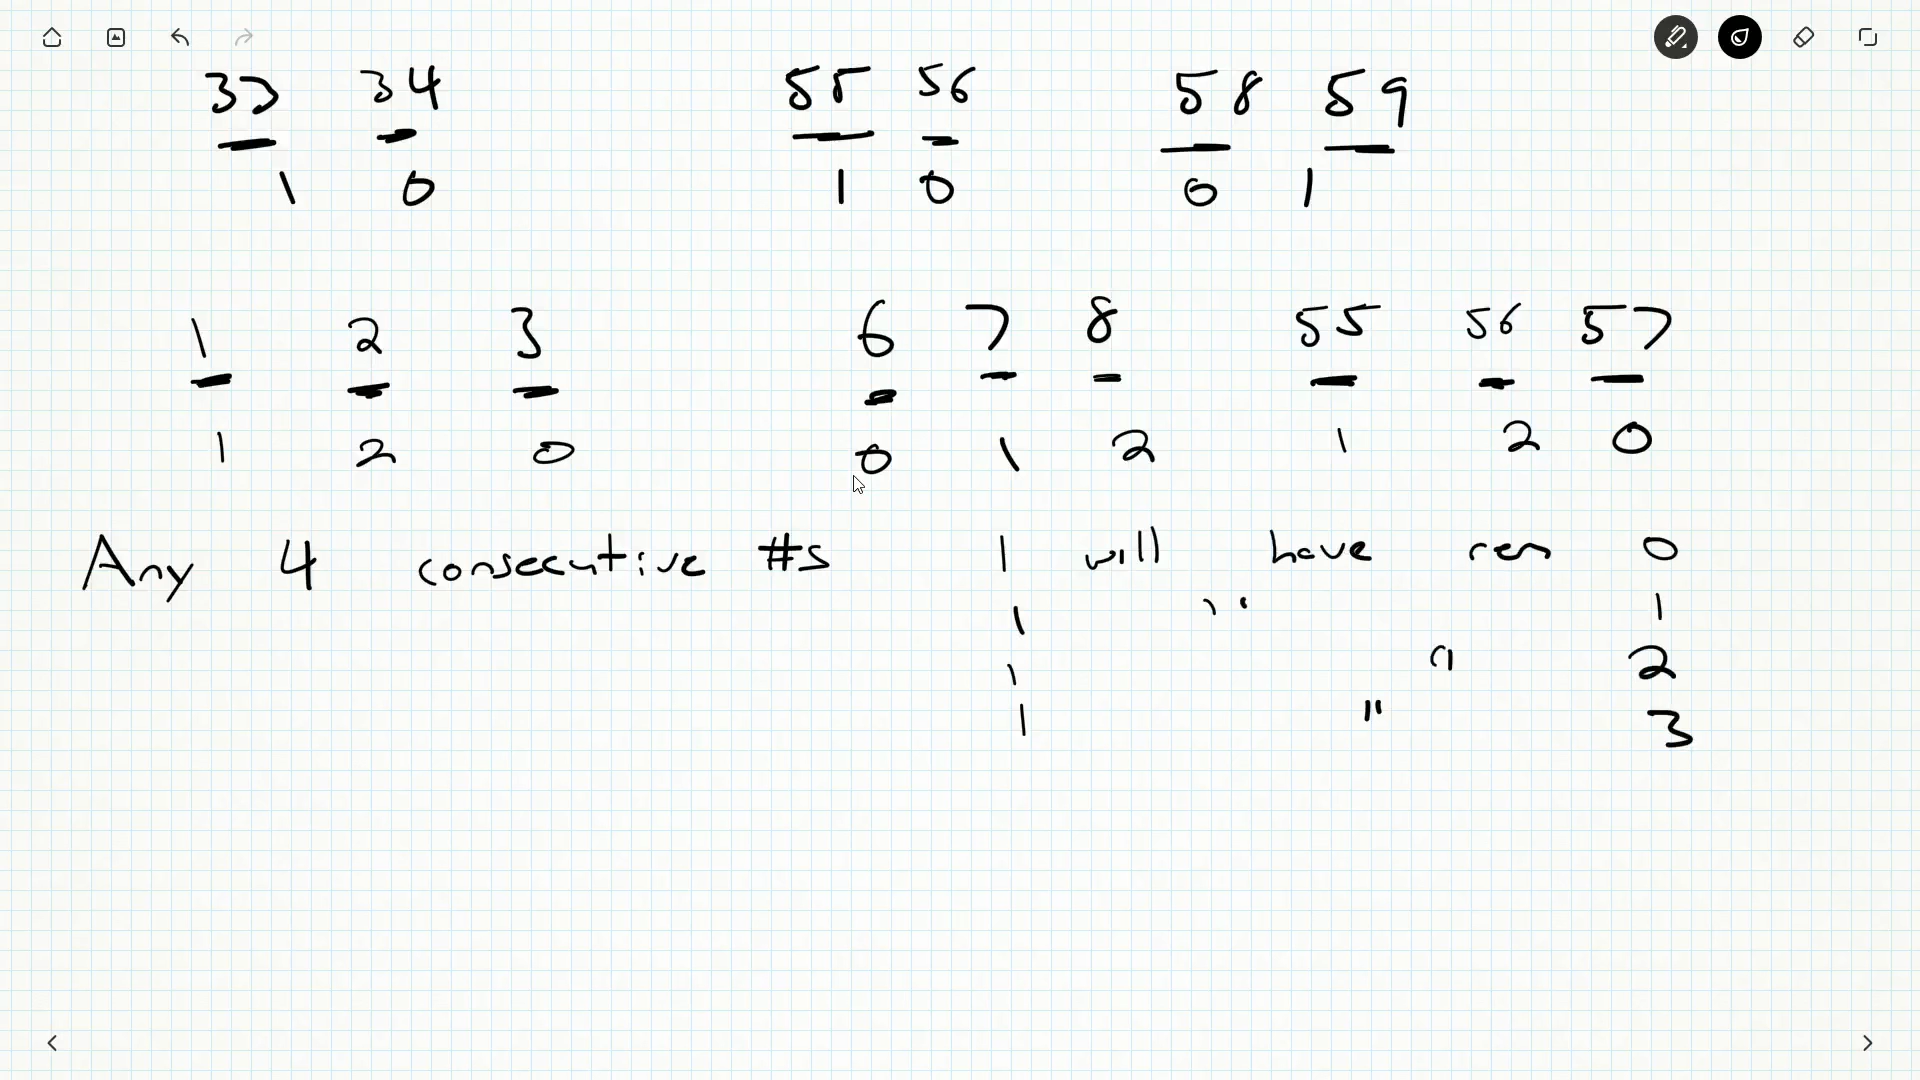 33 34 55 56 58 59
1 0 1 0 0 1
1 2 3 6 7 8 55 56 57
1 2 0 0 1 2 1 2 0
Any 4 consecutive #s 1 will have rem 0
1 " 1
1 " 2
1 " 3